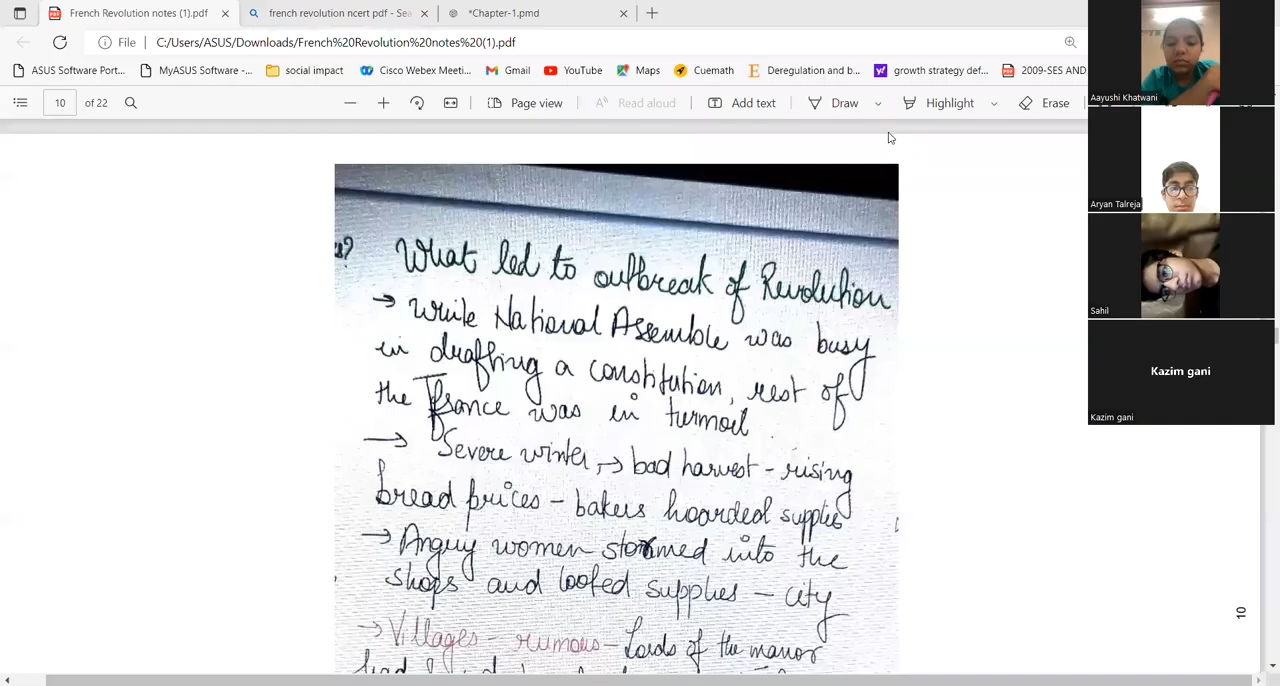 French Revolution notes (1).pdf
french revolution ncert pdf - Sea
*Chapter-1.pmd
File
C:/Users/ASUS/Downloads/French%20Revolution%20notes%20(1).pdf
ASUS Software Port...
MyASUS Software -...
social impact
Cisco Webex Meeti...
Gmail
YouTube
Maps
Cuemath
Deregulation and b...
growth strategy def...
2009-SES AND
10
of 22
Page view
Read aloud
Add text
Draw
Highlight
Erase
s? What led to outbreak of Revolution
→ Write National Assemble was busy
in drafting a constitution, rest of
the France was in turmoil
→ Severe winter, → bad harvest - rising
bread prices - bakers hoarded supplies
→ Angry women stormed into the
shops and looted supplies - city
→ Villages - rumous - Lords of the manor
10
Aayushi Khatwani
Aryan Talreja
Sahil
Kazim gani
Kazim gani